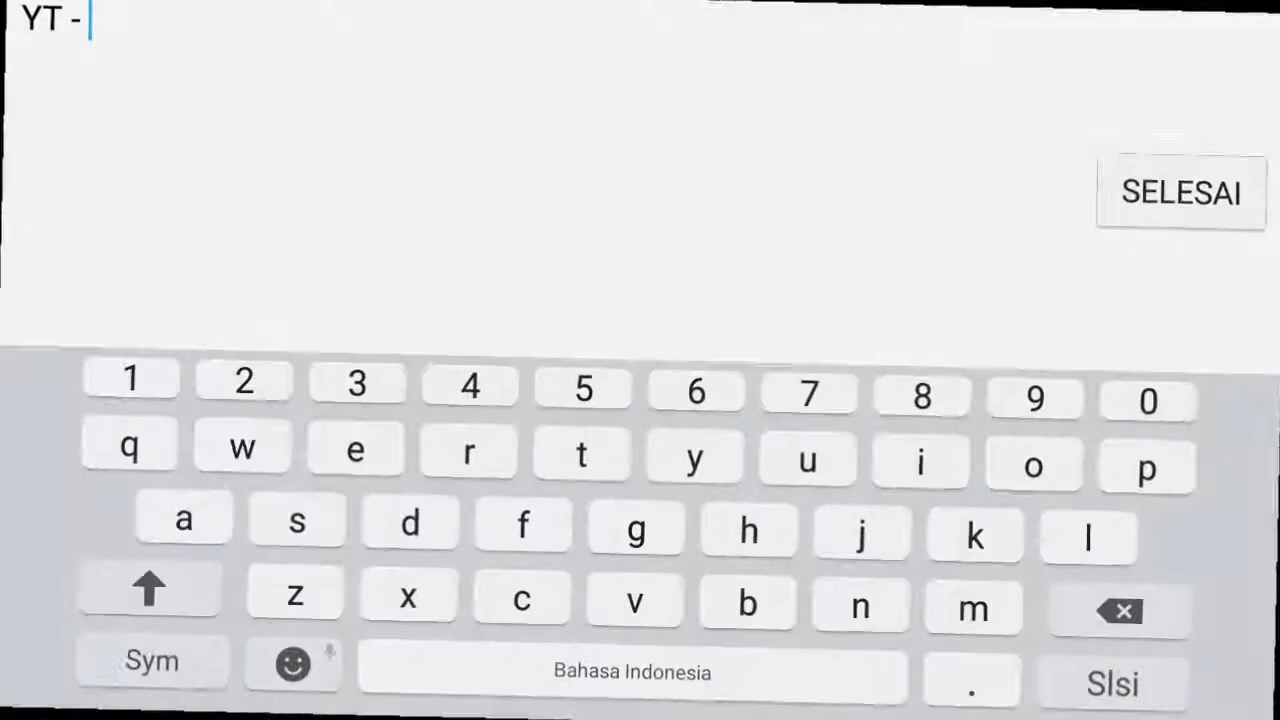 YT -
SELESAI
1 2 3 4 5 6 7 8 9 0
q w e r t y u i o p
a s d f g h j k l
z x c v b n m
Sym Bahasa Indonesia . Slsi